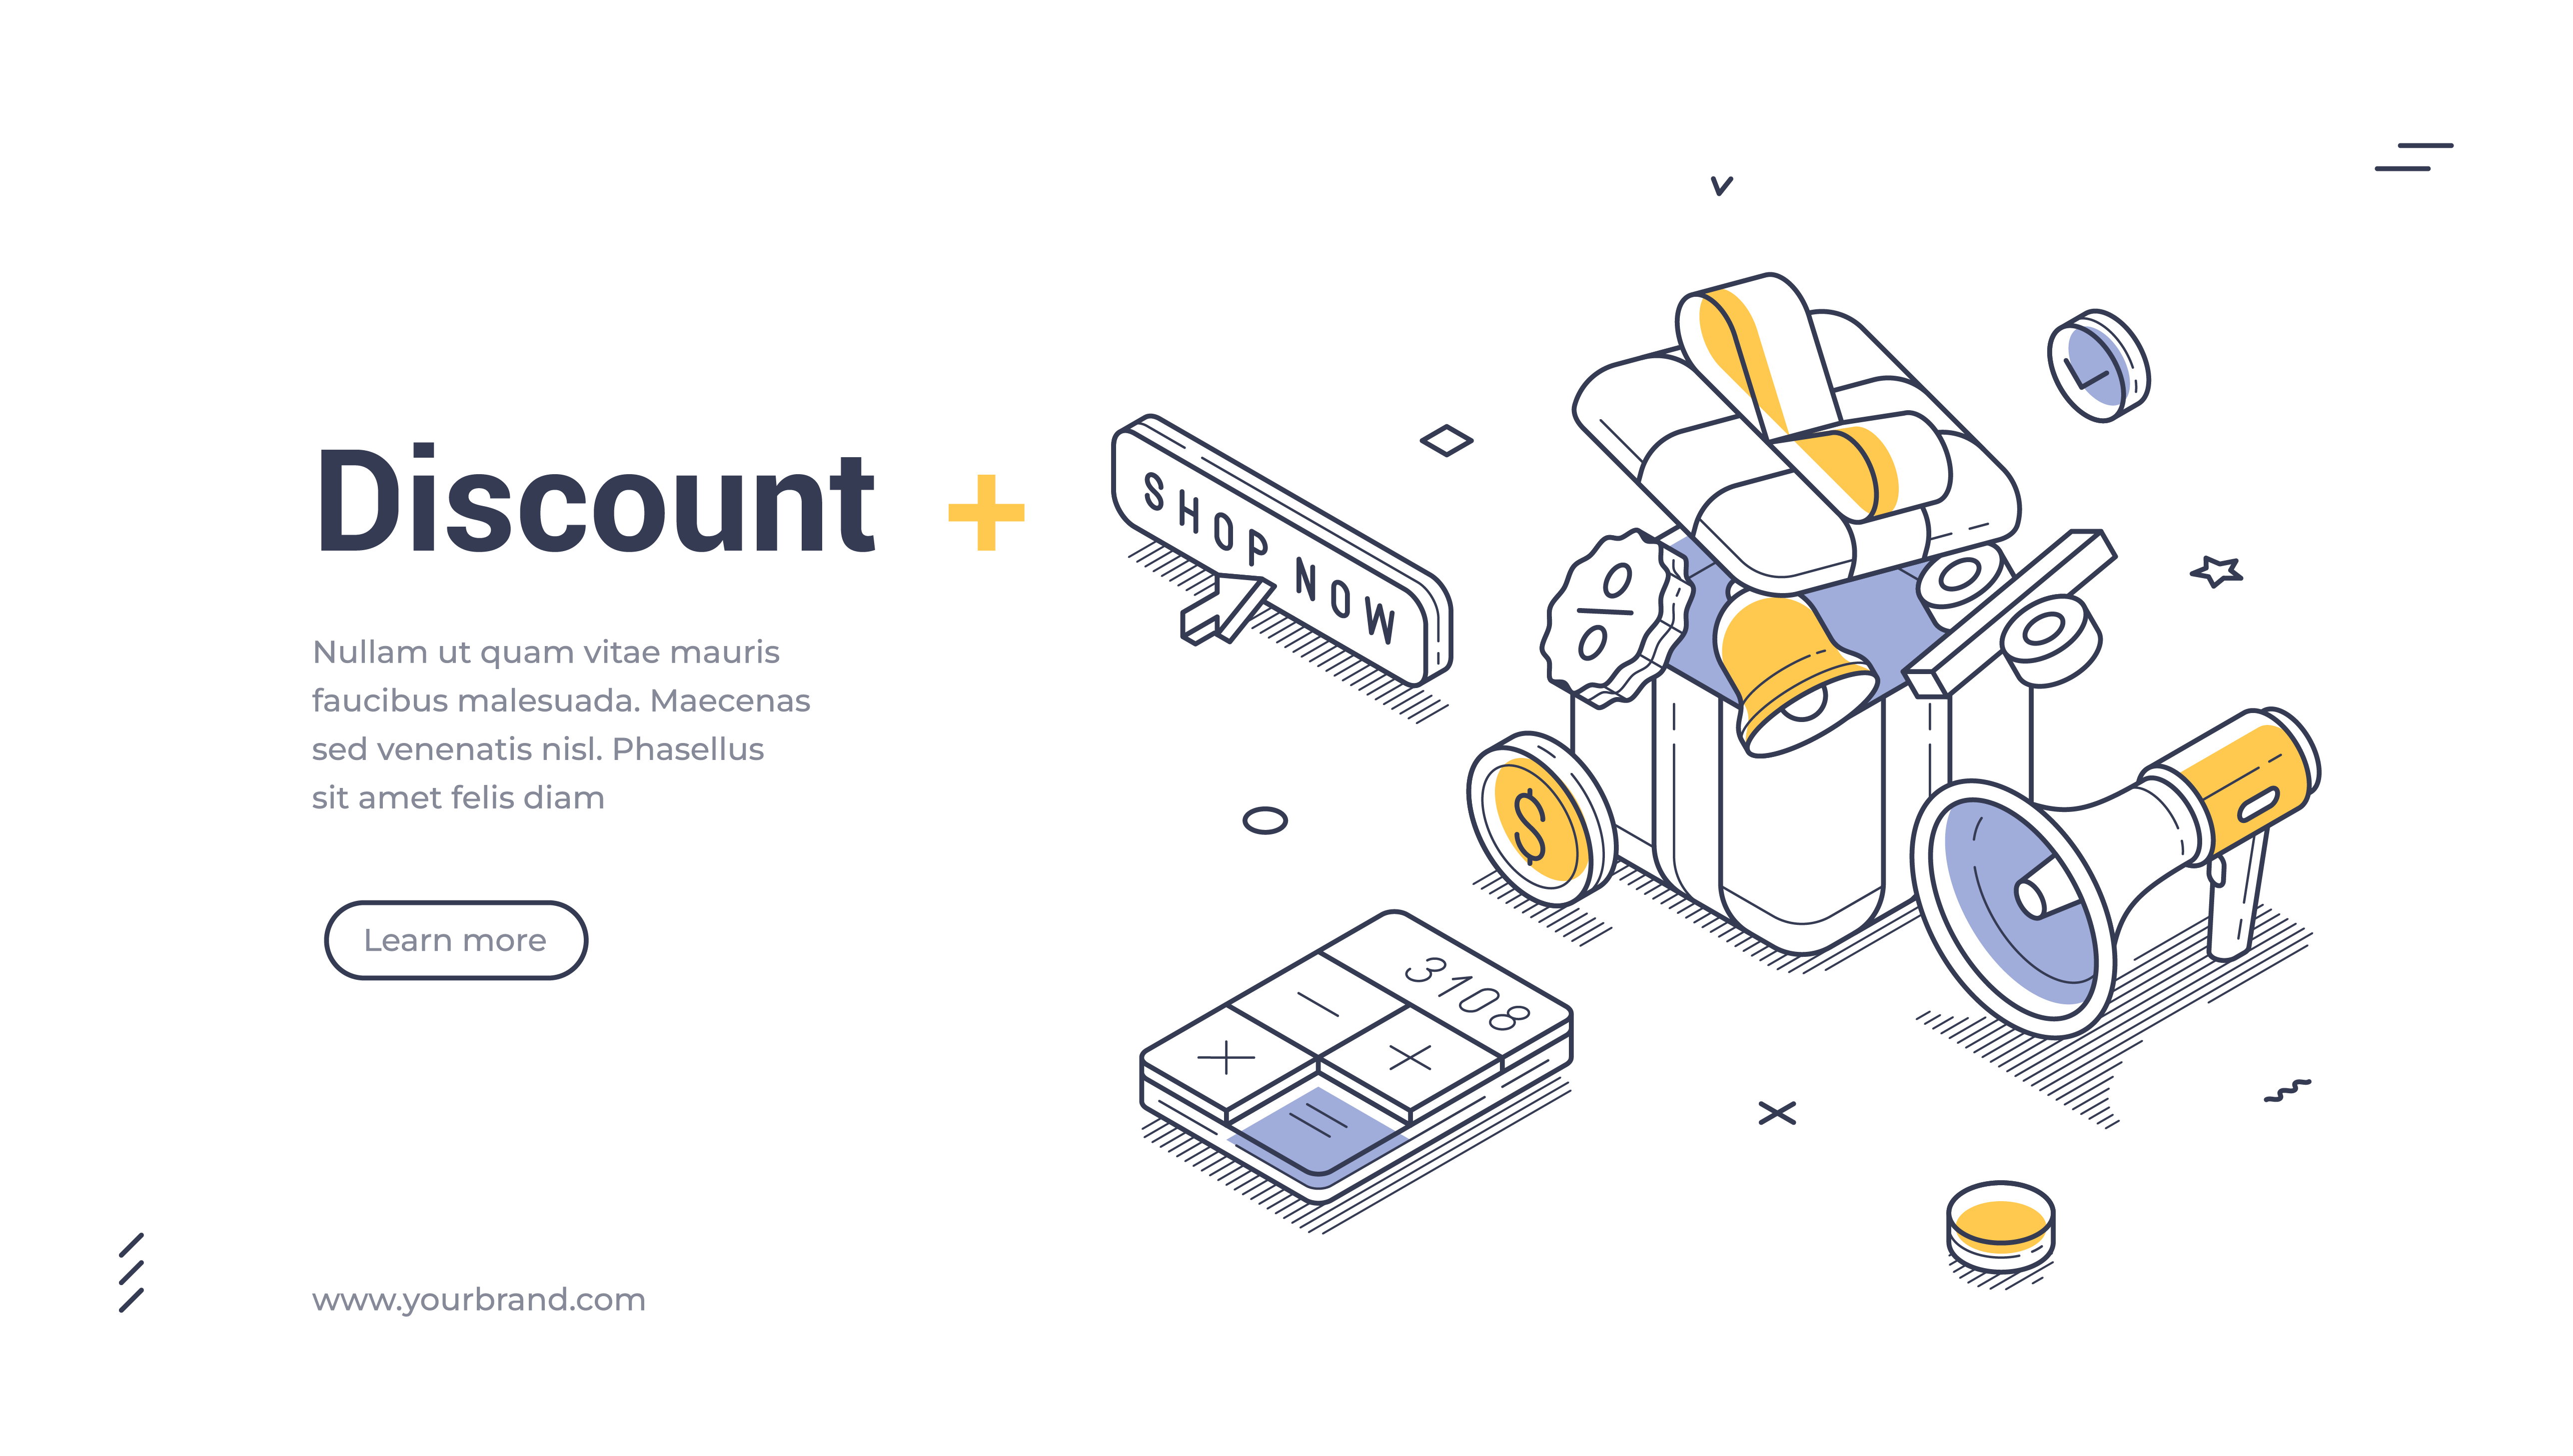 Discount +
Nullam ut quam vitae mauris
faucibus malesuada. Maecenas
sed venenatis nisl. Phasellus
sit amet felis diam
Learn more
www.yourbrand.com
SHOP NOW
%
$
3108